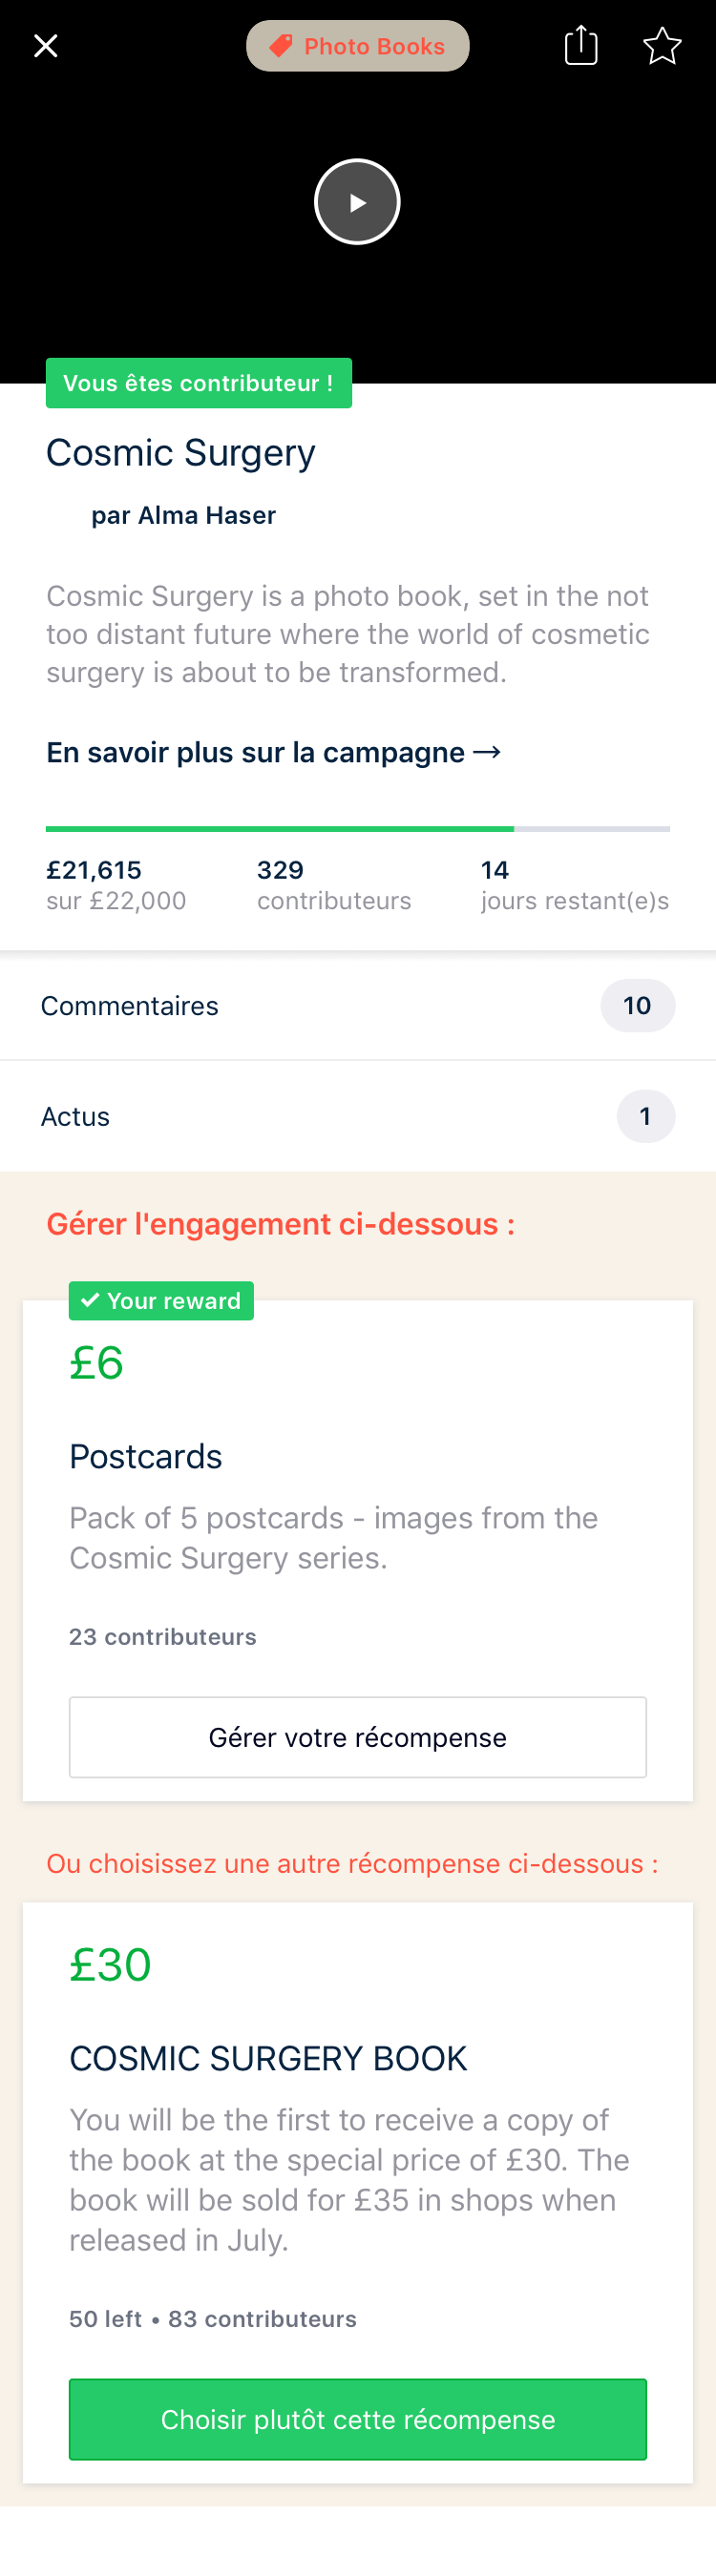 Photo Books
Vous êtes contributeur !
Cosmic Surgery
par Alma Haser
Cosmic Surgery is a photo book, set in the not
too distant future where the world of cosmetic
surgery is about to be transformed.
En savoir plus sur la campagne →
£21,615 329 14
sur £22,000 contributeurs jours restant(e)s
Commentaires 10
Actus 1
Gérer l'engagement ci-dessous :
✓ Your reward
£6
Postcards
Pack of 5 postcards - images from the
Cosmic Surgery series.
23 contributeurs
Gérer votre récompense
Ou choisissez une autre récompense ci-dessous :
£30
COSMIC SURGERY BOOK
You will be the first to receive a copy of
the book at the special price of £30. The
book will be sold for £35 in shops when
released in July.
50 left • 83 contributeurs
Choisir plutôt cette récompense